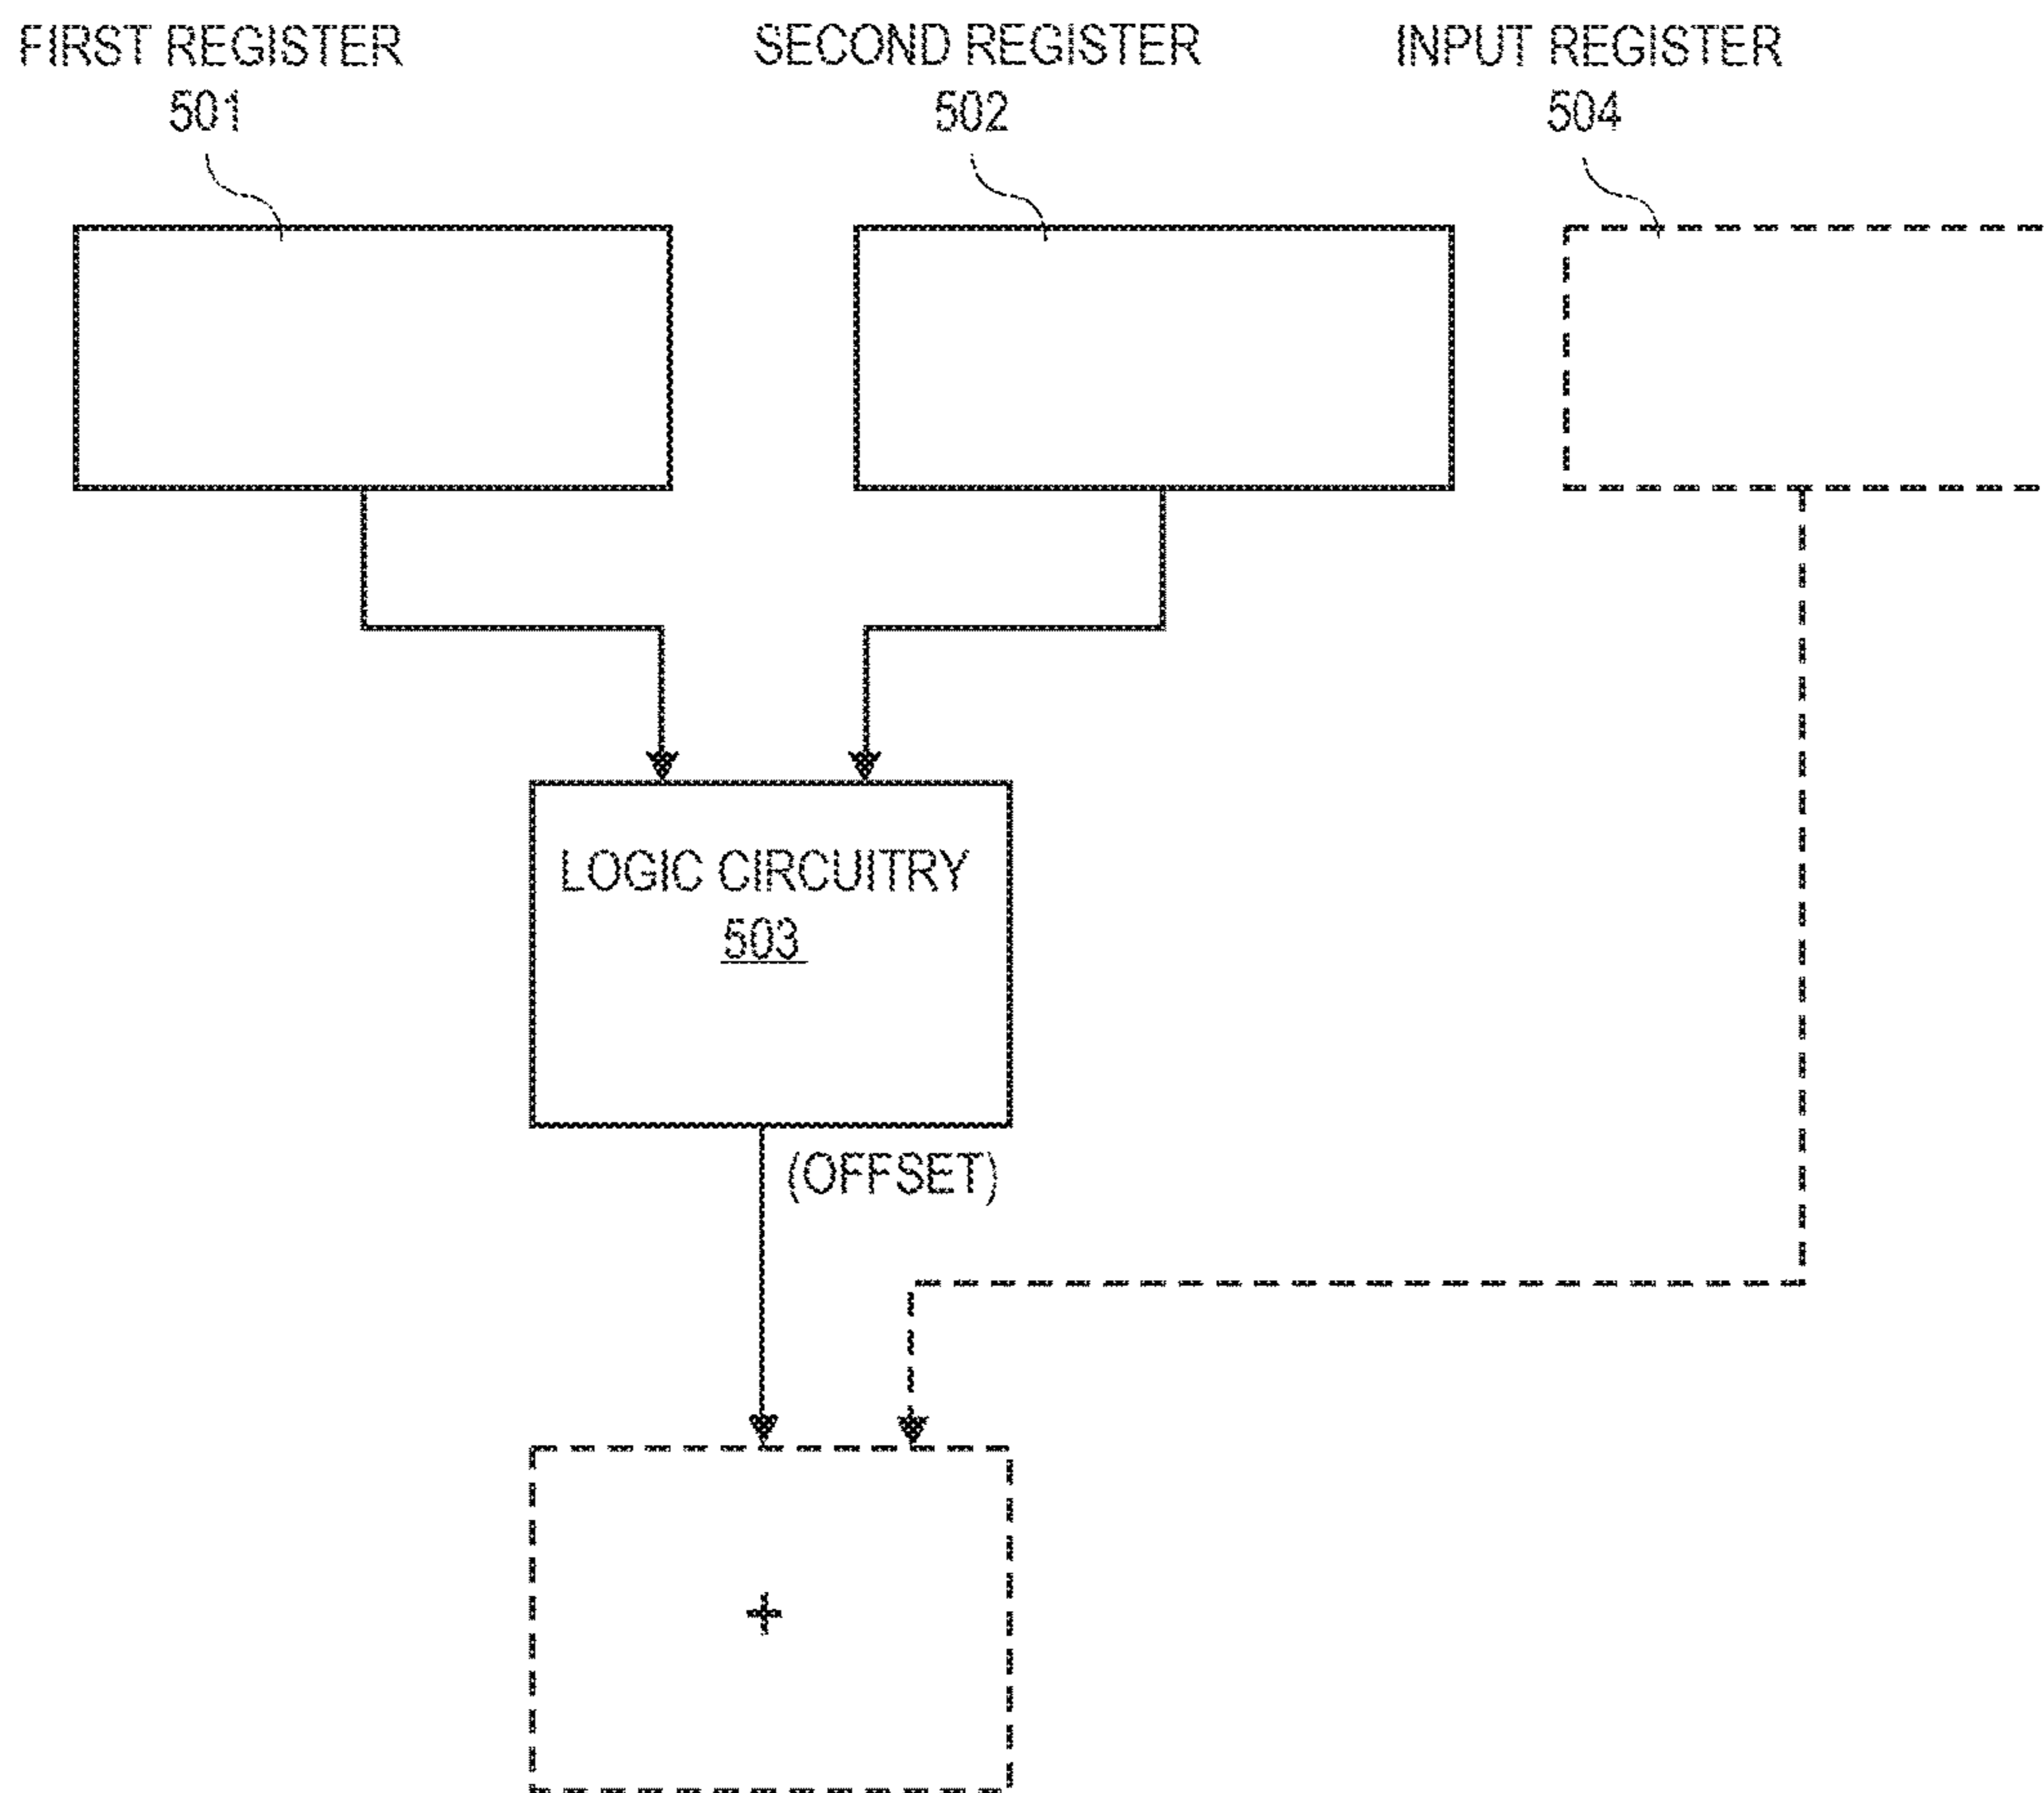 FIRST REGISTER
501
SECOND REGISTER
502
INPUT REGISTER
504
LOGIC CIRCUITRY
503
(OFFSET)
+